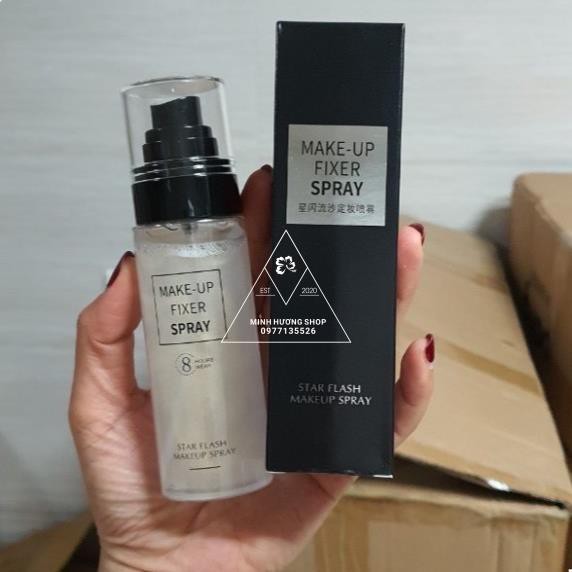 MAKE-UP
FIXER
SPRAY
8 HOURS
WEAR
STAR FLASH
MAKEUP SPRAY
MAKE-UP
FIXER
SPRAY
星闪流沙定妆喷雾
STAR FLASH
MAKEUP SPRAY
EST 2020
MINH HƯƠNG SHOP
0977135526